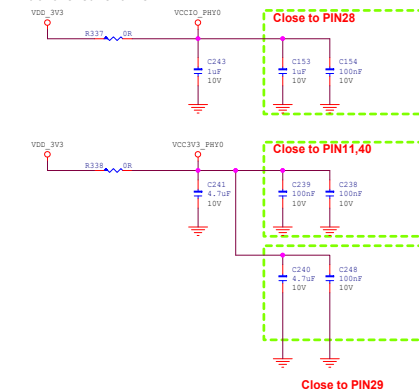 VDD_3V3
VCCIO_PHY0
Close to PIN28
R337
0R
C243
1uF
10V
C153
1uF
10V
C154
100nF
10V
VDD_3V3
VCC3V3_PHY0
Close to PIN11,40
R338
0R
C241
4.7uF
10V
C239
100nF
10V
C238
100nF
10V
C240
4.7uF
10V
C248
100nF
10V
Close to PIN29